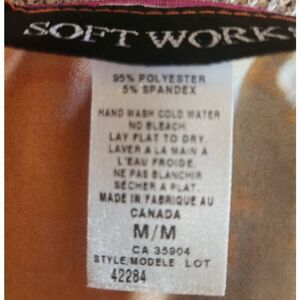 SOFT WORK
95% POLYESTER
5% SPANDEX
HAND WASH COLD WATER
NO BLEACH.
LAY FLAT TO DRY.
LAVER A LA MAIN À
L'EAU FROIDE.
NE PAS BLANCHIR
SÉCHER A PLAT.
MADE IN/FABRIQUE AU
CANADA
M/M
CA 35904
STYLE/MODELE LOT
42284